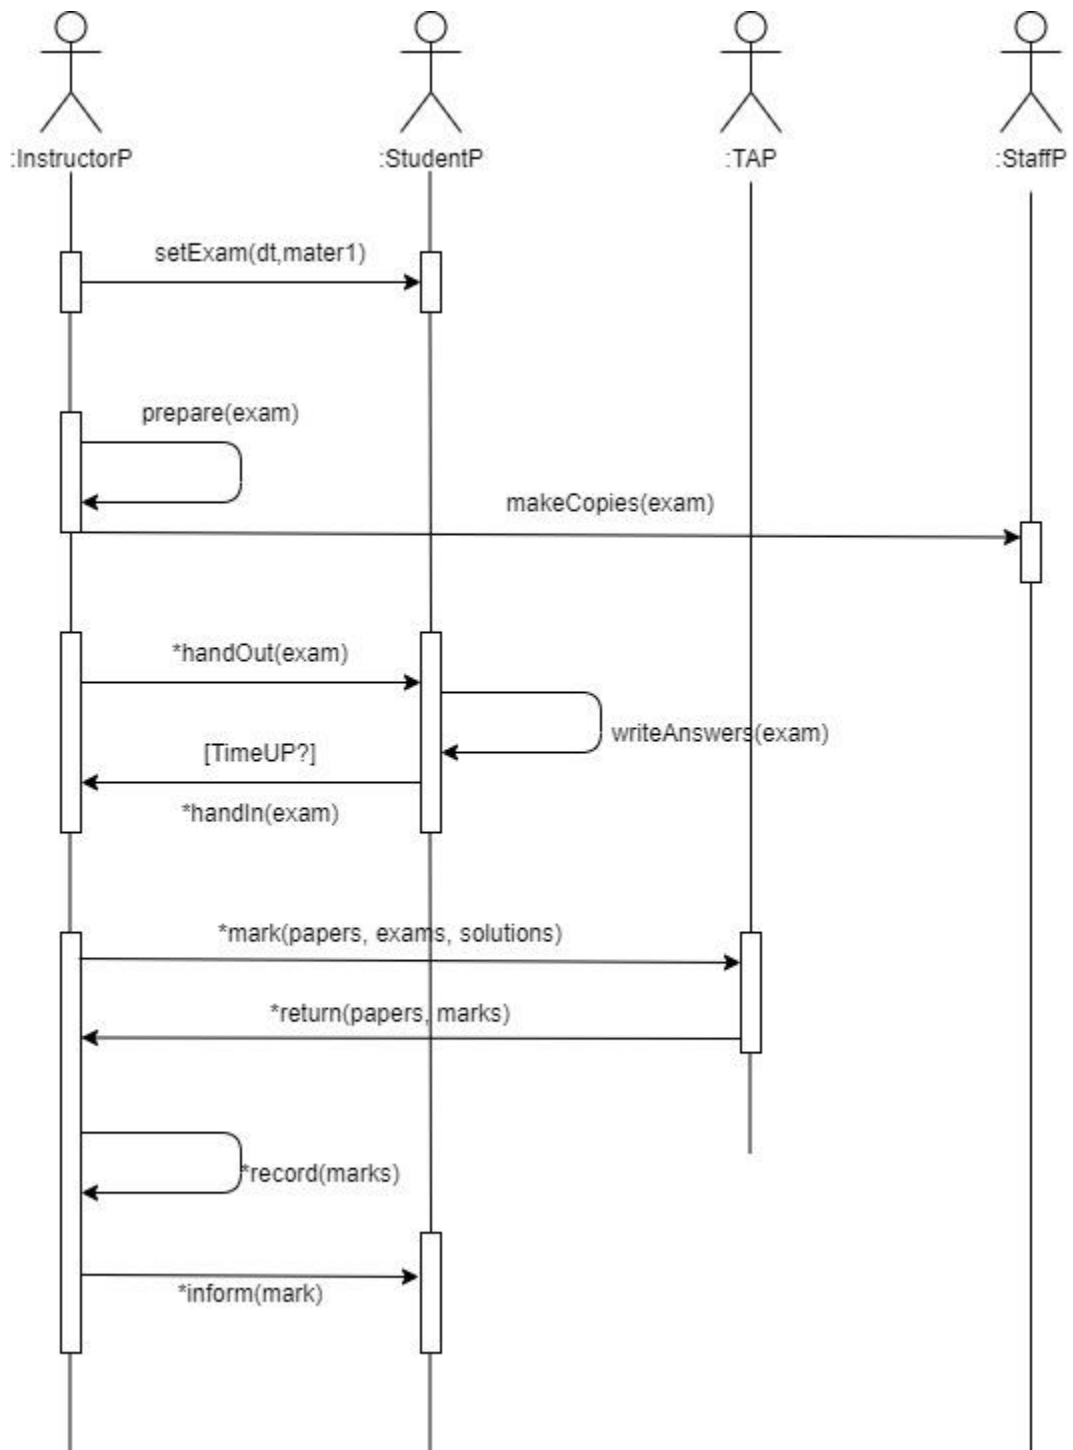 :InstructorP
:StudentP
:TAP
:StaffP
setExam(dt,mater1)
prepare(exam)
makeCopies(exam)
*handOut(exam)
writeAnswers(exam)
[TimeUP?]
*handIn(exam)
*mark(papers, exams, solutions)
*return(papers, marks)
*record(marks)
*inform(mark)